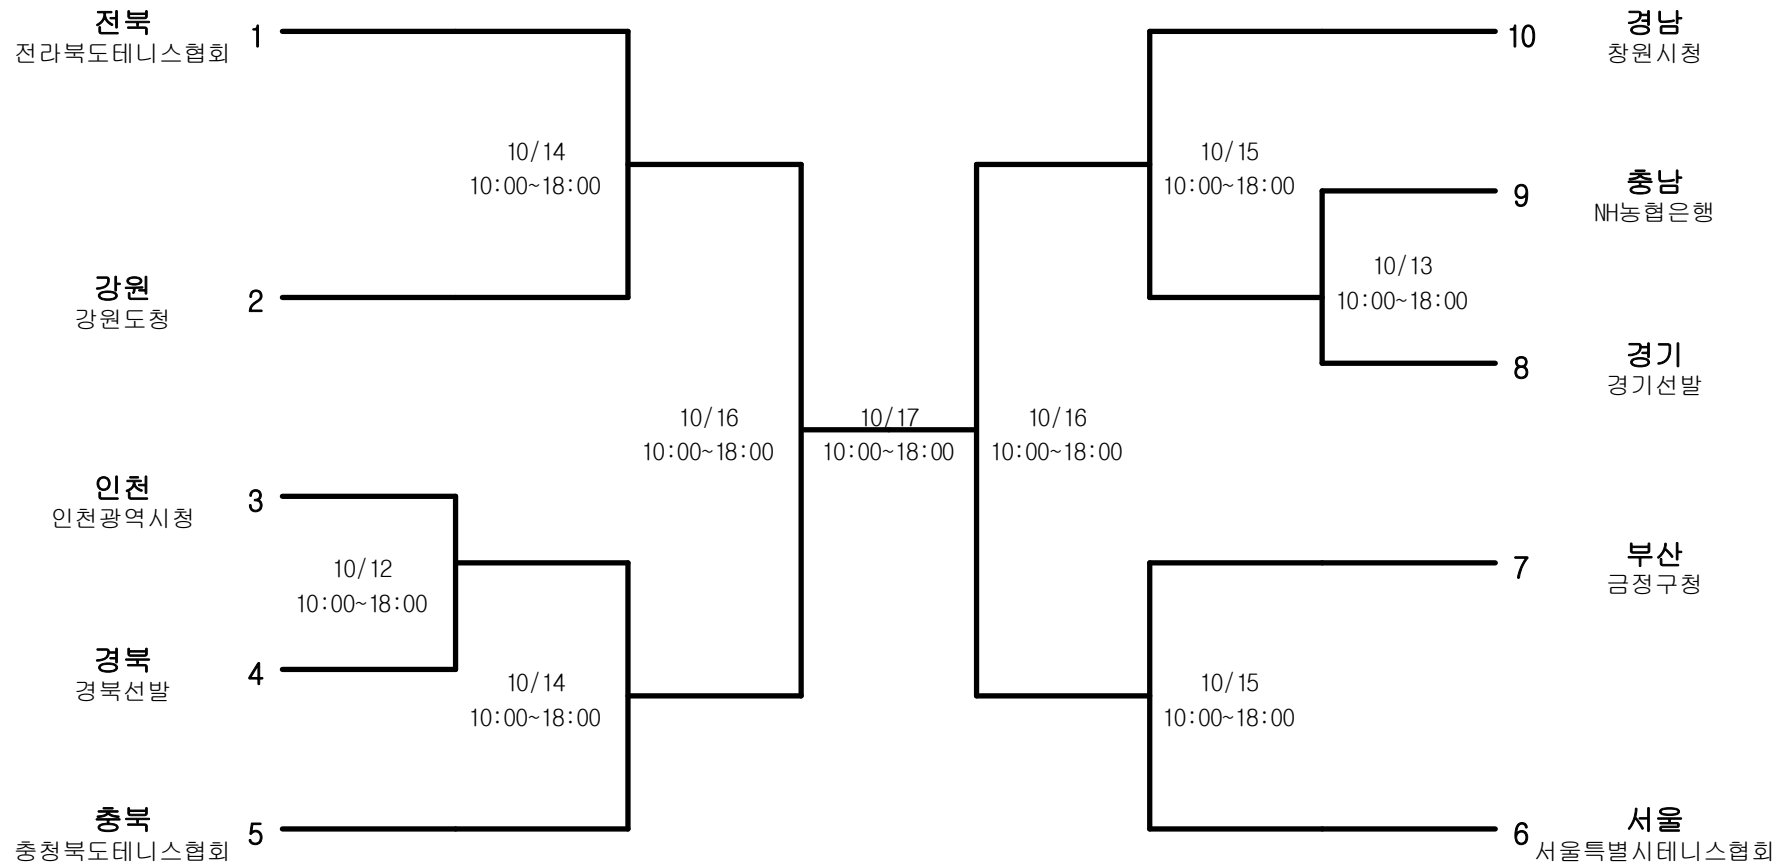 전북
전라북도테니스협회
1
10/14
10:00~18:00
강원
강원도청
2
인천
인천광역시청
3
10/12
10:00~18:00
경북
경북선발
4
10/14
10:00~18:00
충북
충청북도테니스협회
5
10/16
10:00~18:00
10/17
10:00~18:00
10/16
10:00~18:00
10
경남
창원시청
10/15
10:00~18:00
9
충남
NH농협은행
10/13
10:00~18:00
8
경기
경기선발
7
부산
금정구청
10/15
10:00~18:00
6
서울
서울특별시테니스협회